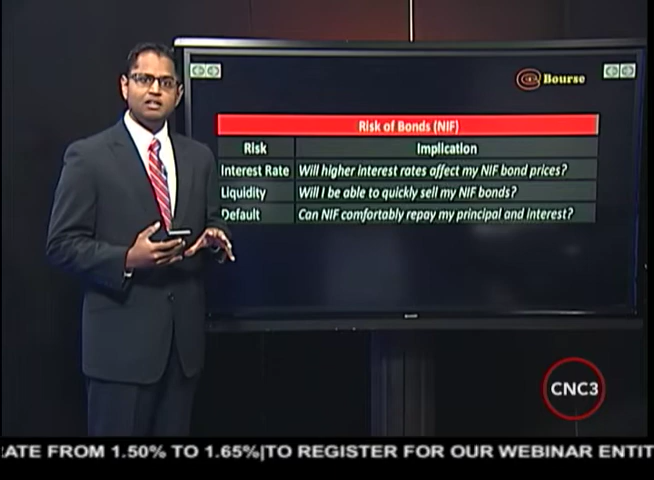 Bourse
Risk of Bonds (NIF)
Risk Implication
Interest Rate Will higher interest rates affect my NIF bond prices?
Liquidity Will I be able to quickly sell my NIF bonds?
Default Can NIF comfortably repay my principal and interest?
CNC3
ATE FROM 1.50% TO 1.65%|TO REGISTER FOR OUR WEBINAR ENTIT